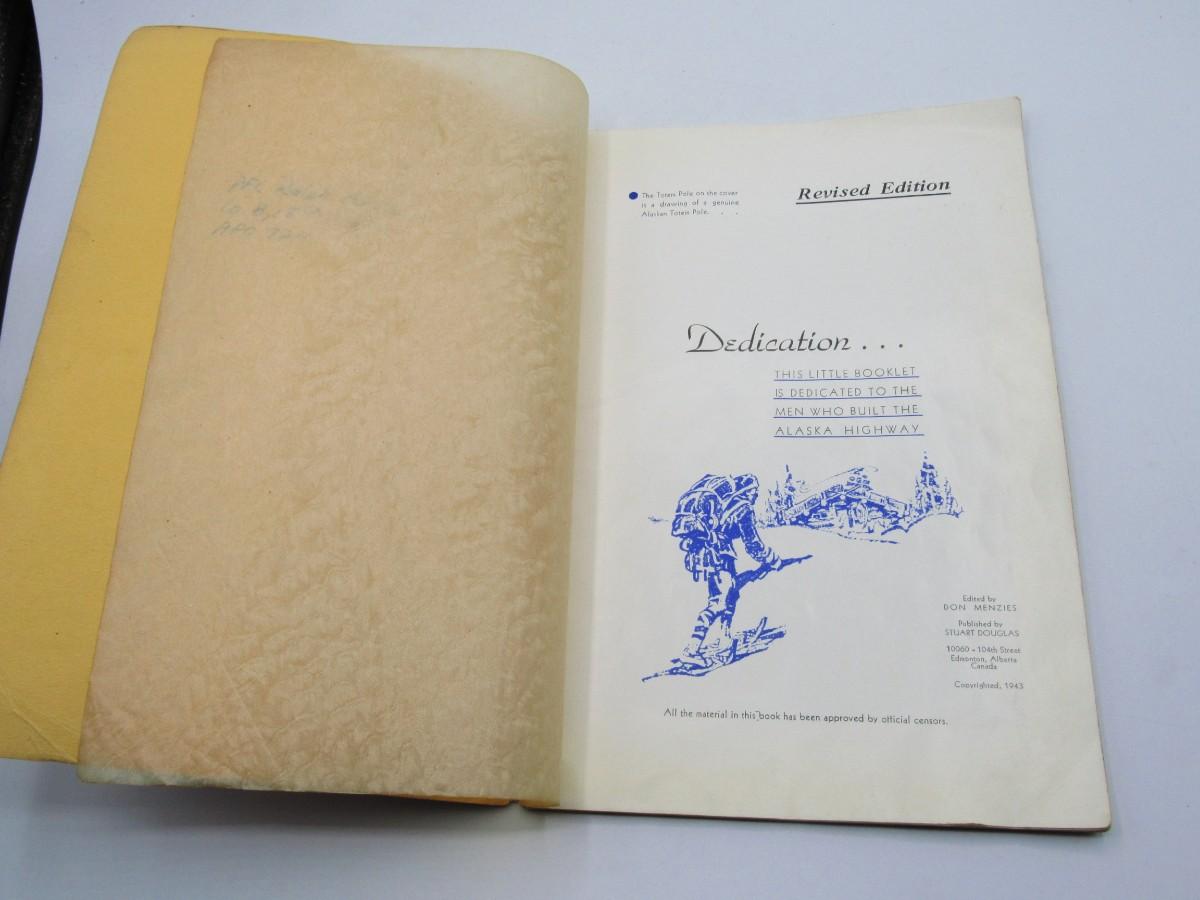 The Totem Pole on the cover
is a drawing of a genuine
Alaskan Totem Pole. . .
Revised Edition
Dedication . . .
THIS LITTLE BOOKLET
IS DEDICATED TO THE
MEN WHO BUILT THE
ALASKA HIGHWAY
Edited by
DON MENZIES
Published by
STUART DOUGLAS
10060 - 104th Street
Edmonton, Alberta
Canada
Copyrighted, 1943
All the material in this book has been approved by official censors.